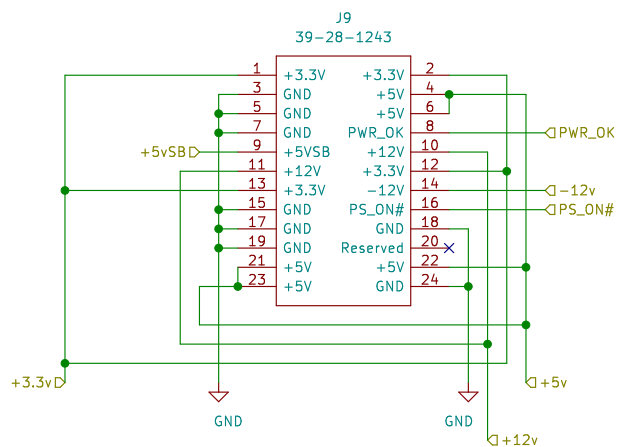 J9
39-28-1243
1 +3.3V +3.3V 2
3 GND +5V 4
5 GND +5V 6
7 GND PWR_OK 8 PWR_OK
+5vSB 9 +5VSB +12V 10
11 +12V +3.3V 12
13 +3.3V -12V 14 -12v
15 GND PS_ON# 16 PS_ON#
17 GND GND 18
19 GND Reserved 20
21 +5V +5V 22
23 +5V GND 24
+3.3v +5v
GND GND
+12v